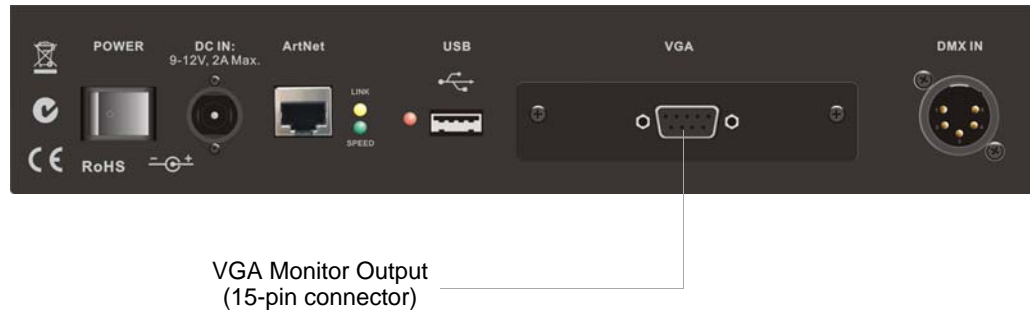 POWER
DC IN:
9-12V, 2A Max.
ArtNet
LINK
SPEED
USB
VGA
DMX IN
CE
RoHS
- +
VGA Monitor Output
(15-pin connector)